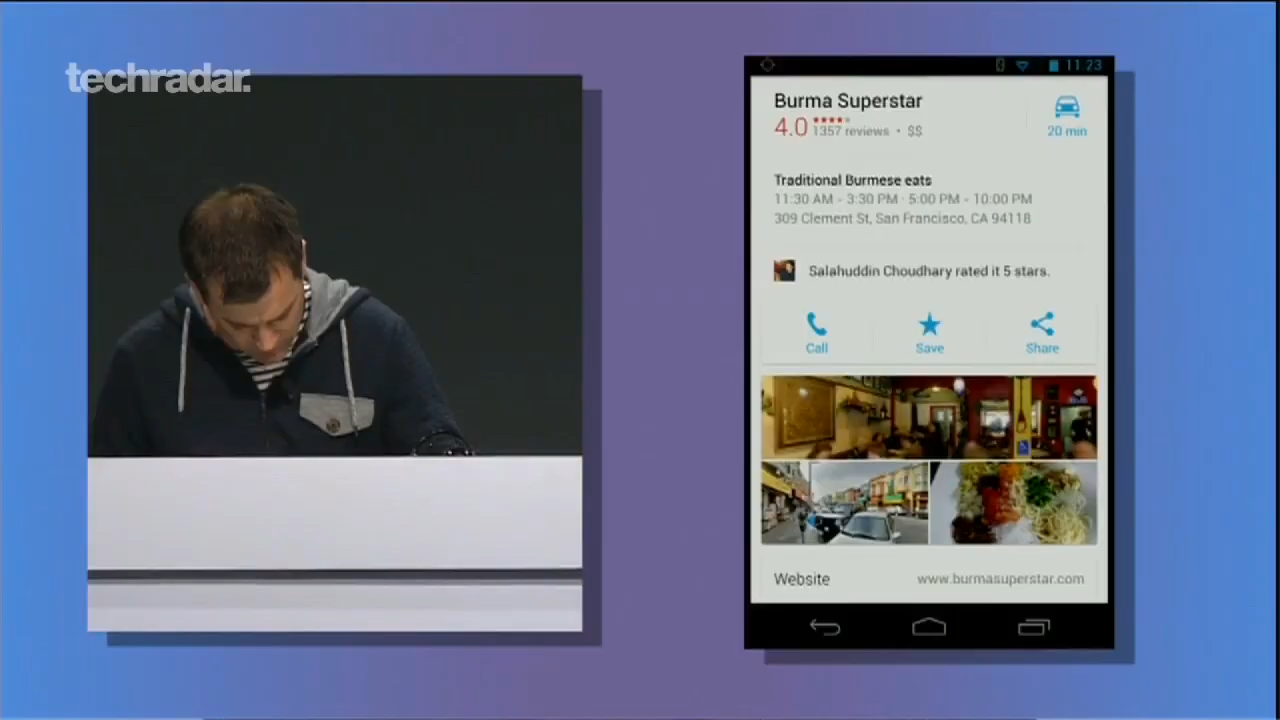 techradar.
11:23
Burma Superstar
4.0 1357 reviews • $$
20 min
Traditional Burmese eats
11:30 AM - 3:30 PM · 5:00 PM - 10:00 PM
309 Clement St, San Francisco, CA 94118
Salahuddin Choudhary rated it 5 stars.
Call
Save
Share
Website
www.burmasuperstar.com